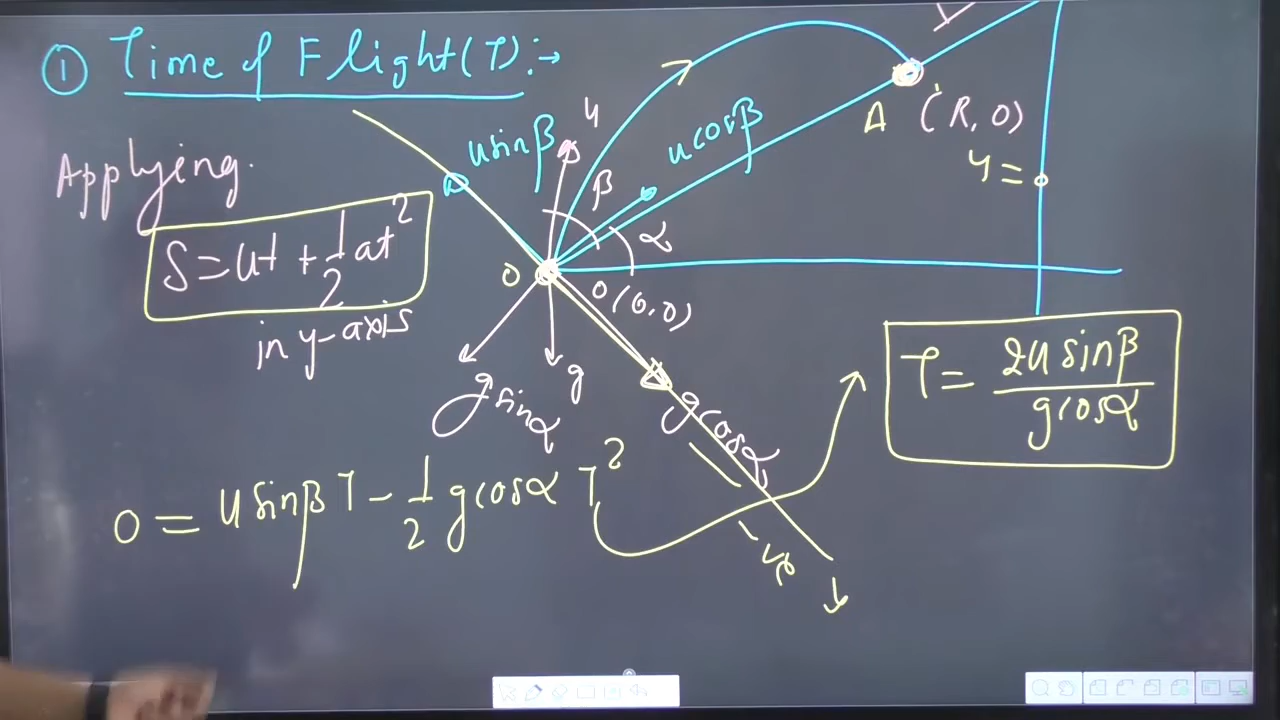 ① Time of Flight (T):→
Applying.
S = ut + 1/2 at²
in y-axis
u sinβ
u
u cosβ
β
α
A (R, 0)
y =
O
O (0,0)
g sinα
g
g cosα
T = 2u sinβ / g cosα
0 = u sinβ T - 1/2 g cosα T²